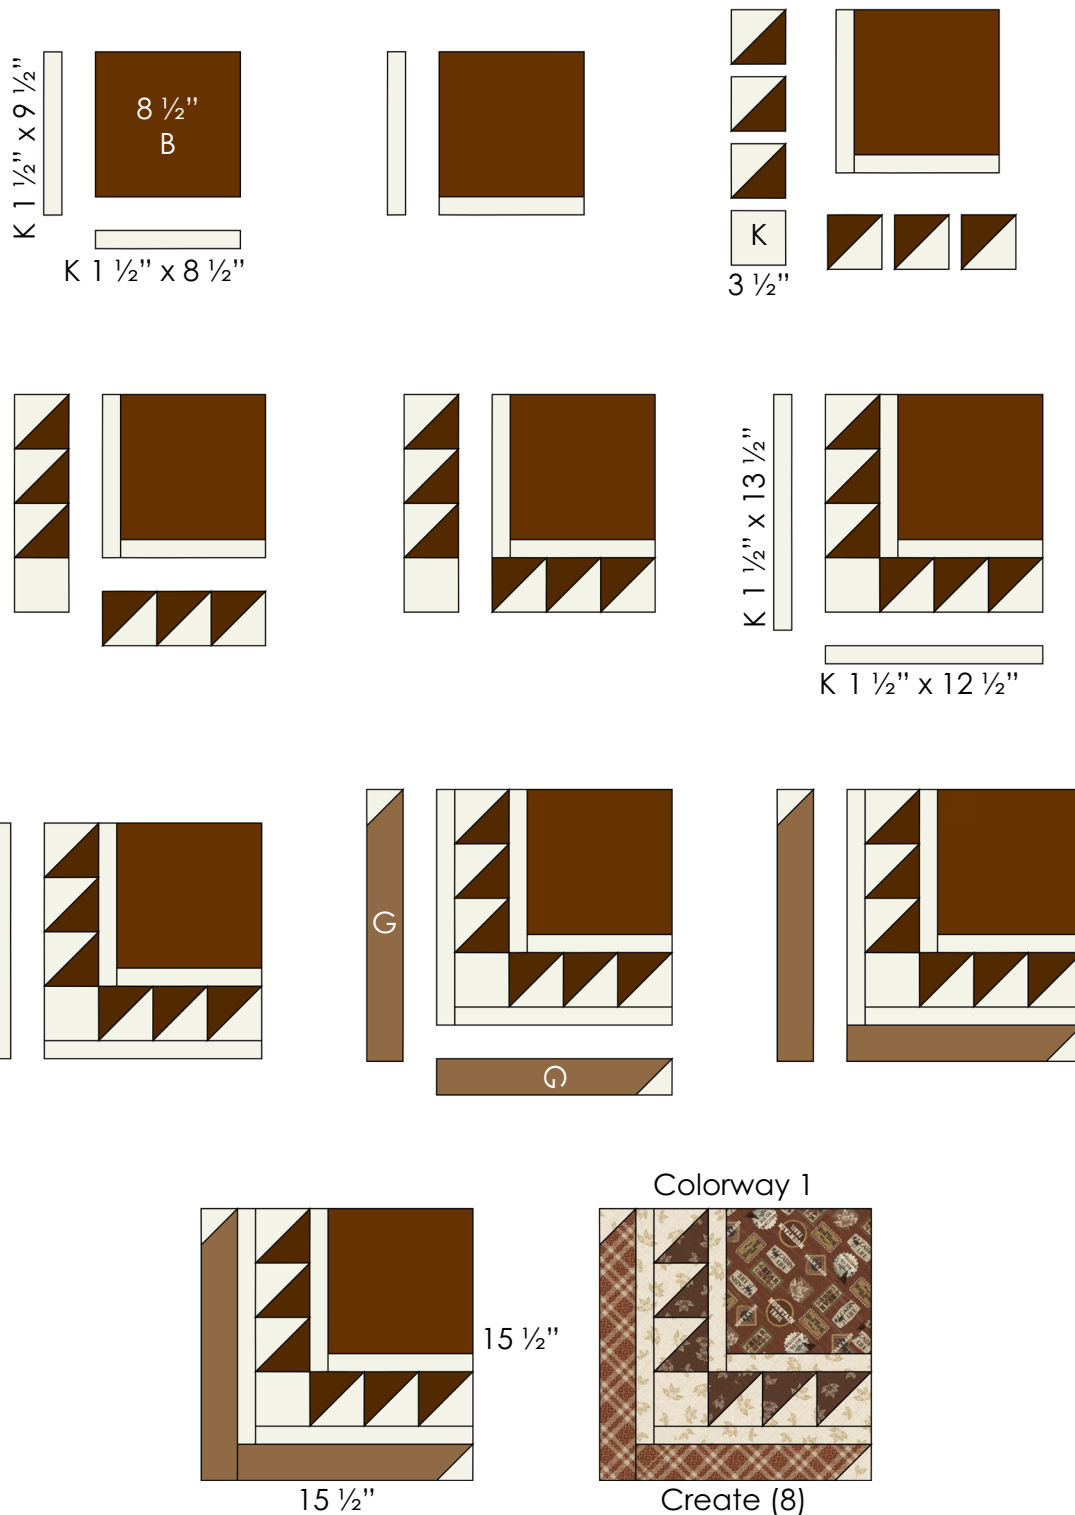 K 1 ½” x 9 ½”
8 ½”
B
K 1 ½” x 8 ½”
K
3 ½”
K 1 ½” x 13 ½”
K 1 ½” x 12 ½”
G
G
Colorway 1
15 ½”
MOUNTAIN
TRAIL
15 ½”
Create (8)